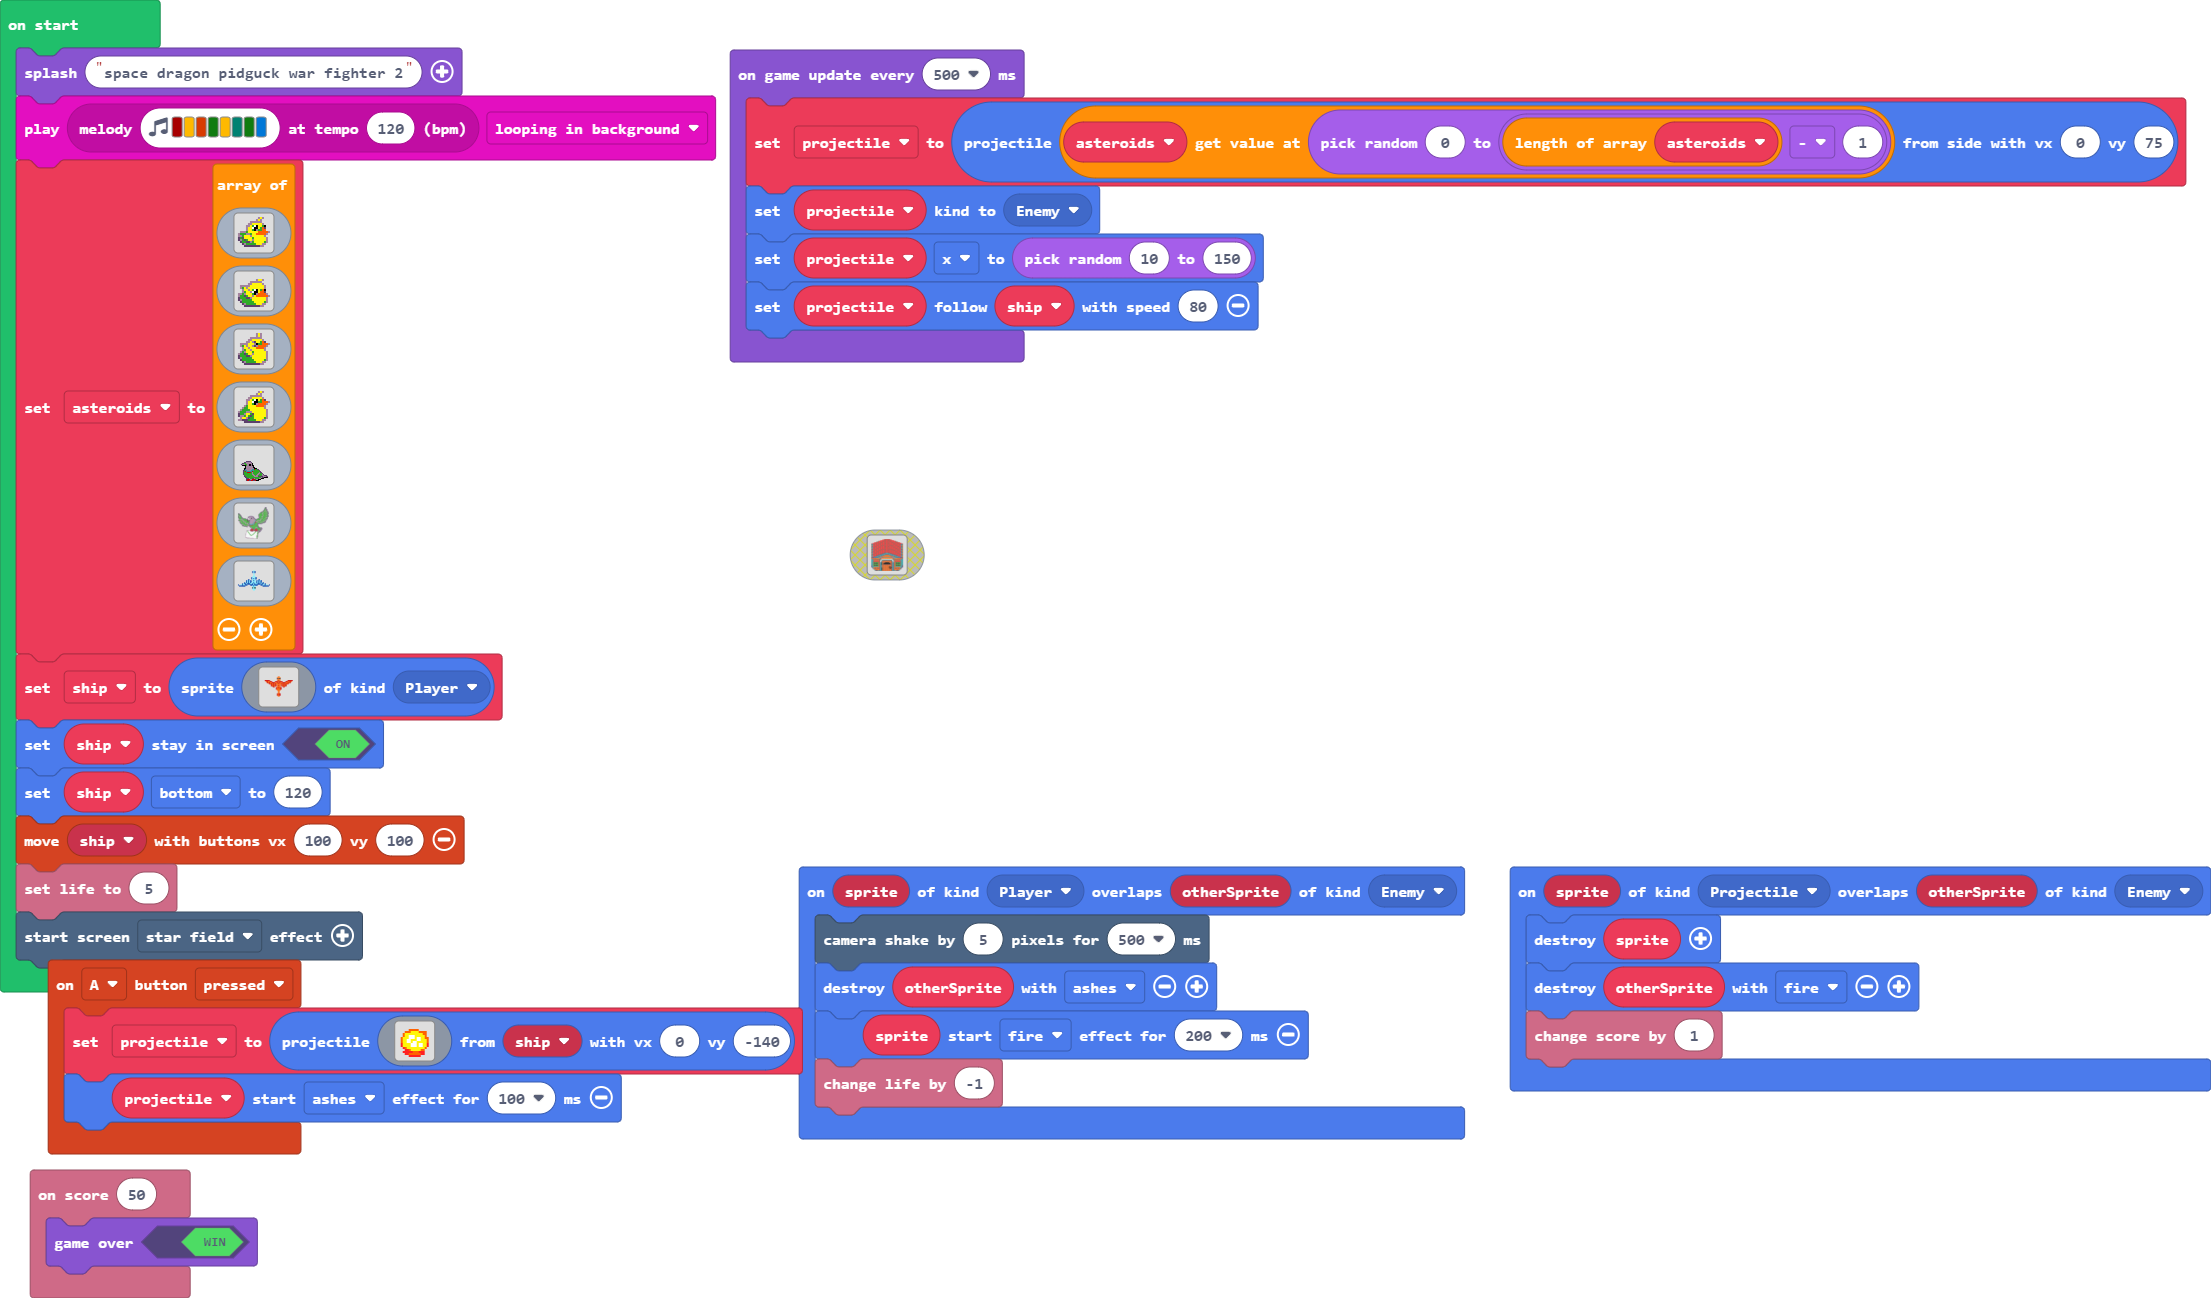 on start
splash "space dragon pidguck war fighter 2"
play melody at tempo 120 (bpm) looping in background
set asteroids to array of
set ship to sprite of kind Player
set ship stay in screen ON
set ship bottom to 120
move ship with buttons vx 100 vy 100
set life to 5
start screen star field effect
on A button pressed
set projectile to projectile from ship with vx 0 vy -140
projectile start ashes effect for 100 ms
on score 50
game over WIN
on game update every 500 ms
set projectile to projectile asteroids get value at pick random 0 to length of array asteroids - 1 from side with vx 0 vy 75
set projectile kind to Enemy
set projectile x to pick random 10 to 150
set projectile follow ship with speed 80
on sprite of kind Player overlaps otherSprite of kind Enemy
camera shake by 5 pixels for 500 ms
destroy otherSprite with ashes
sprite start fire effect for 200 ms
change life by -1
on sprite of kind Projectile overlaps otherSprite of kind Enemy
destroy sprite
destroy otherSprite with fire
change score by 1